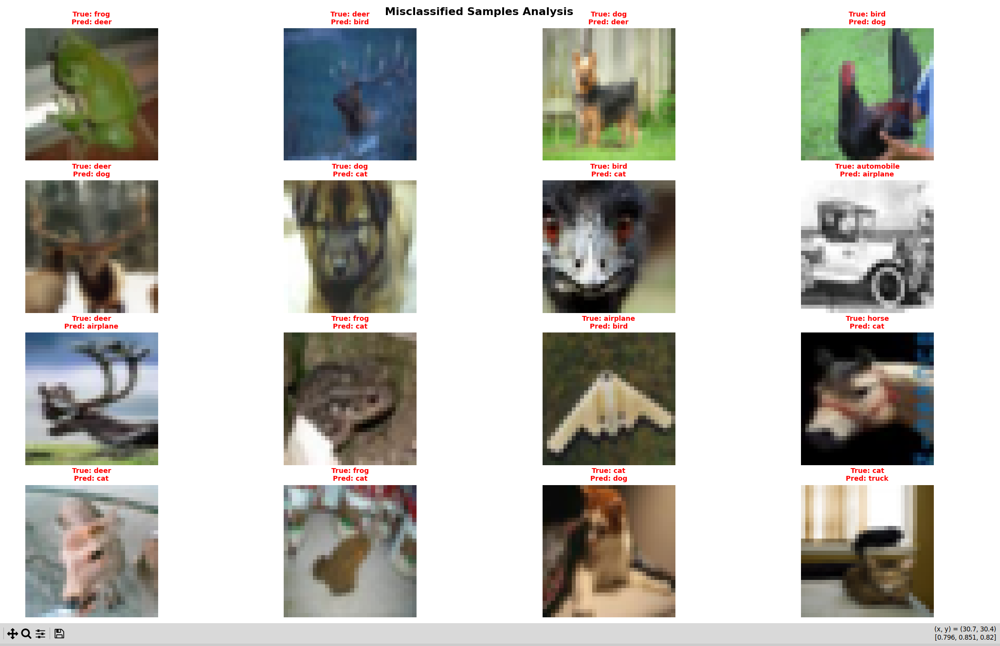 Misclassified Samples Analysis
True: frog
Pred: deer
True: deer
Pred: bird
True: dog
Pred: deer
True: bird
Pred: dog
True: deer
Pred: dog
True: dog
Pred: cat
True: bird
Pred: cat
True: automobile
Pred: airplane
True: deer
Pred: airplane
True: frog
Pred: cat
True: airplane
Pred: bird
True: horse
Pred: cat
True: deer
Pred: cat
True: frog
Pred: cat
True: cat
Pred: dog
True: cat
Pred: truck
(x, y) = (30.7, 30.4)
[0.796, 0.851, 0.82]